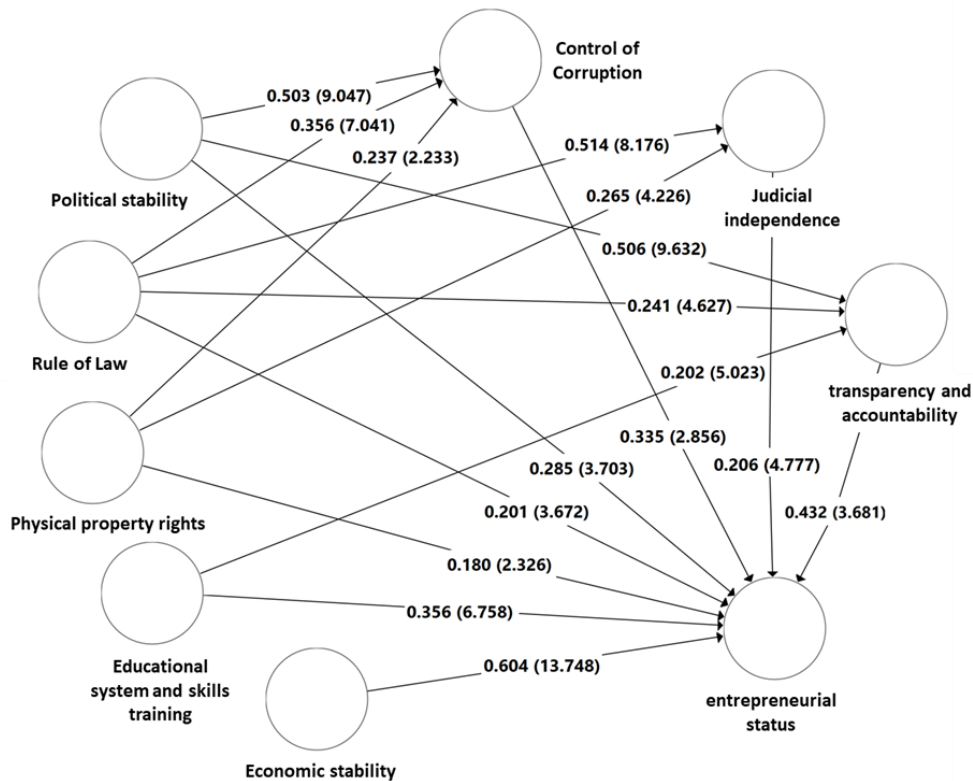 Control of
Corruption
0.503 (9.047)
0.356 (7.041)
0.514 (8.176)
0.237 (2.233)
Political stability
0.265 (4.226)
Judicial
independence
0.506 (9.632)
0.241 (4.627)
Rule of Law
0.202 (5.023)
transparency and
accountability
0.335 (2.856)
0.285 (3.703)
0.206 (4.777)
0.201 (3.672)
0.432 (3.681)
Physical property rights
0.180 (2.326)
0.356 (6.758)
Educational
system and skills
training
0.604 (13.748)
entrepreneurial
status
Economic stability